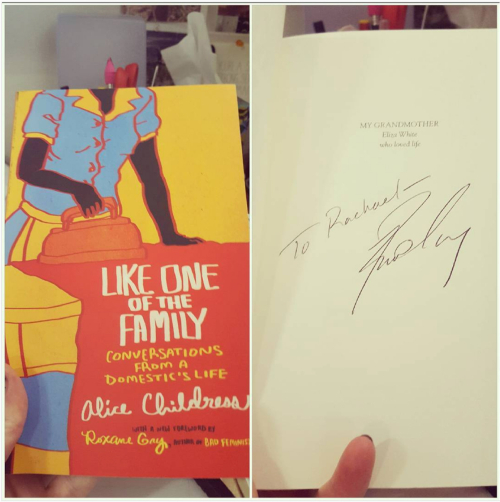 LIKE ONE
OF THE
FAMILY
CONVERSATIONS
FROM A
DOMESTIC'S LIFE
Alice Childress
WITH A NEW FOREWORD BY
Roxane Gay, AUTHOR OF BAD FEMINIS
MY GRANDMOTHER
Eliza White
who loved life
To Rachael-